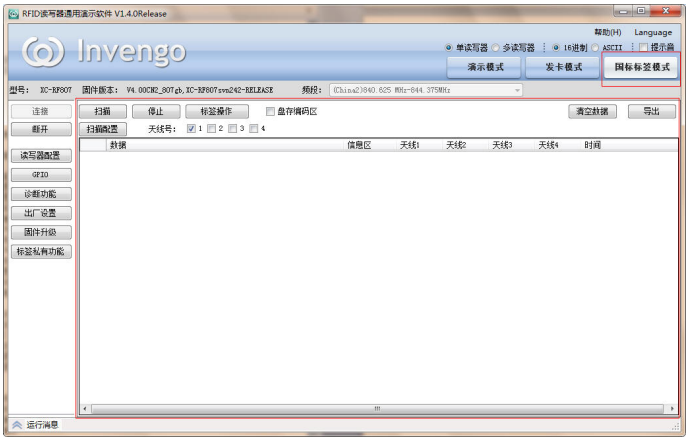 RFID读写器通用演示软件 V1.4.0Release
帮助(H) Language
Invengo
单读写器 多读写器 16进制 ASCII 提示音
演示模式 发卡模式 国标标签模式
型号: XC-RF807 固件版本: V4.00CN2_807gb,XC-RF807svn242-RELEASE 频段: (China2)840.625 MHz-844.375MHz
连接 扫描 停止 标签操作 盘存编码区 清空数据 导出
断开 扫描配置 天线号: 1 2 3 4
数据 信息区 天线1 天线2 天线3 天线4 时间
读写器配置
GPIO
诊断功能
出厂设置
固件升级
标签私有功能
运行消息